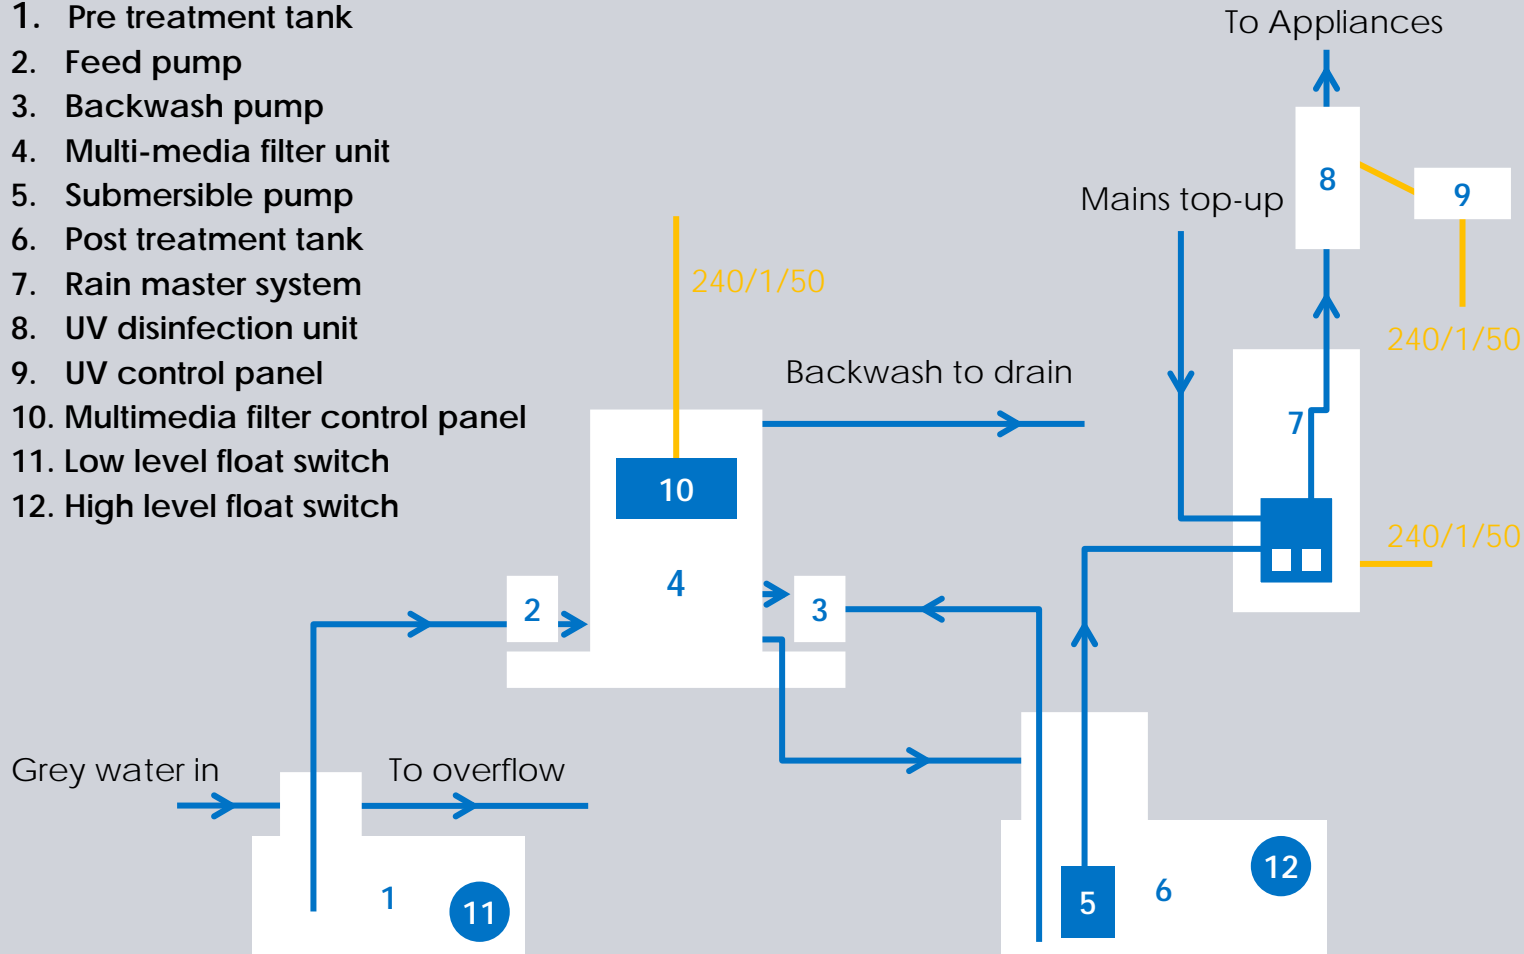 1. Pre treatment tank
2. Feed pump
3. Backwash pump
4. Multi-media filter unit
5. Submersible pump
6. Post treatment tank
7. Rain master system
8. UV disinfection unit
9. UV control panel
10. Multimedia filter control panel
11. Low level float switch
12. High level float switch
To Appliances
8
9
Mains top-up
240/1/50
240/1/50
Backwash to drain
7
10
240/1/50
4
2
3
Grey water in
To overflow
1
11
5
6
12